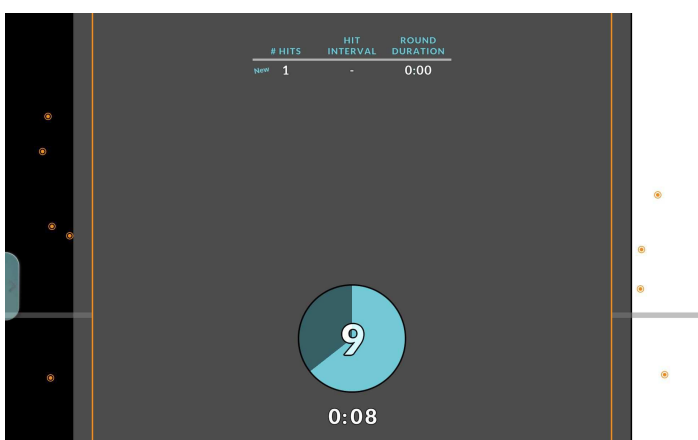 # HITS HIT INTERVAL ROUND DURATION
New 1 - 0:00
9
0:08